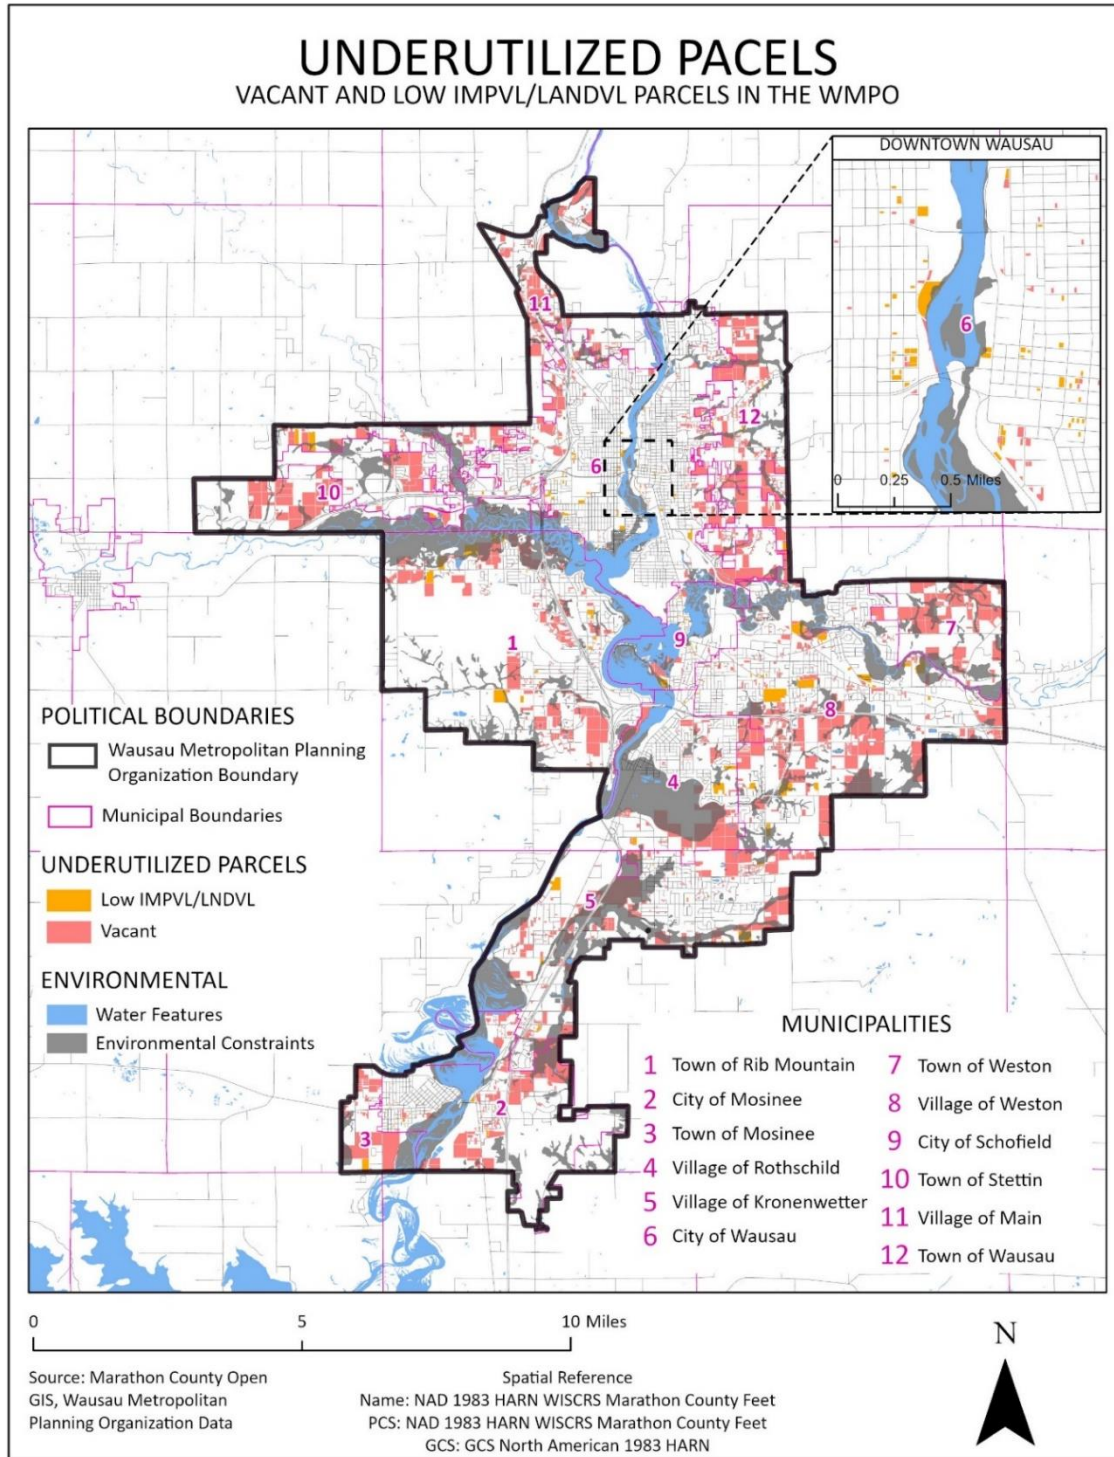 UNDERUTILIZED PACELS
VACANT AND LOW IMPVL/LANDVL PARCELS IN THE WMPO
DOWNTOWN WAUSAU
6
0 0.25 0.5 Miles
11
12
6
10
7
9
1
8
4
5
2
3
POLITICAL BOUNDARIES
Wausau Metropolitan Planning
Organization Boundary
Municipal Boundaries
UNDERUTILIZED PARCELS
Low IMPVL/LNDVL
Vacant
ENVIRONMENTAL
Water Features
Environmental Constraints
MUNICIPALITIES
1 Town of Rib Mountain
2 City of Mosinee
3 Town of Mosinee
4 Village of Rothschild
5 Village of Kronenwetter
6 City of Wausau
7 Town of Weston
8 Village of Weston
9 City of Schofield
10 Town of Stettin
11 Village of Main
12 Town of Wausau
0 5 10 Miles
Source: Marathon County Open
GIS, Wausau Metropolitan
Planning Organization Data
Spatial Reference
Name: NAD 1983 HARN WISCRS Marathon County Feet
PCS: NAD 1983 HARN WISCRS Marathon County Feet
GCS: GCS North American 1983 HARN
N